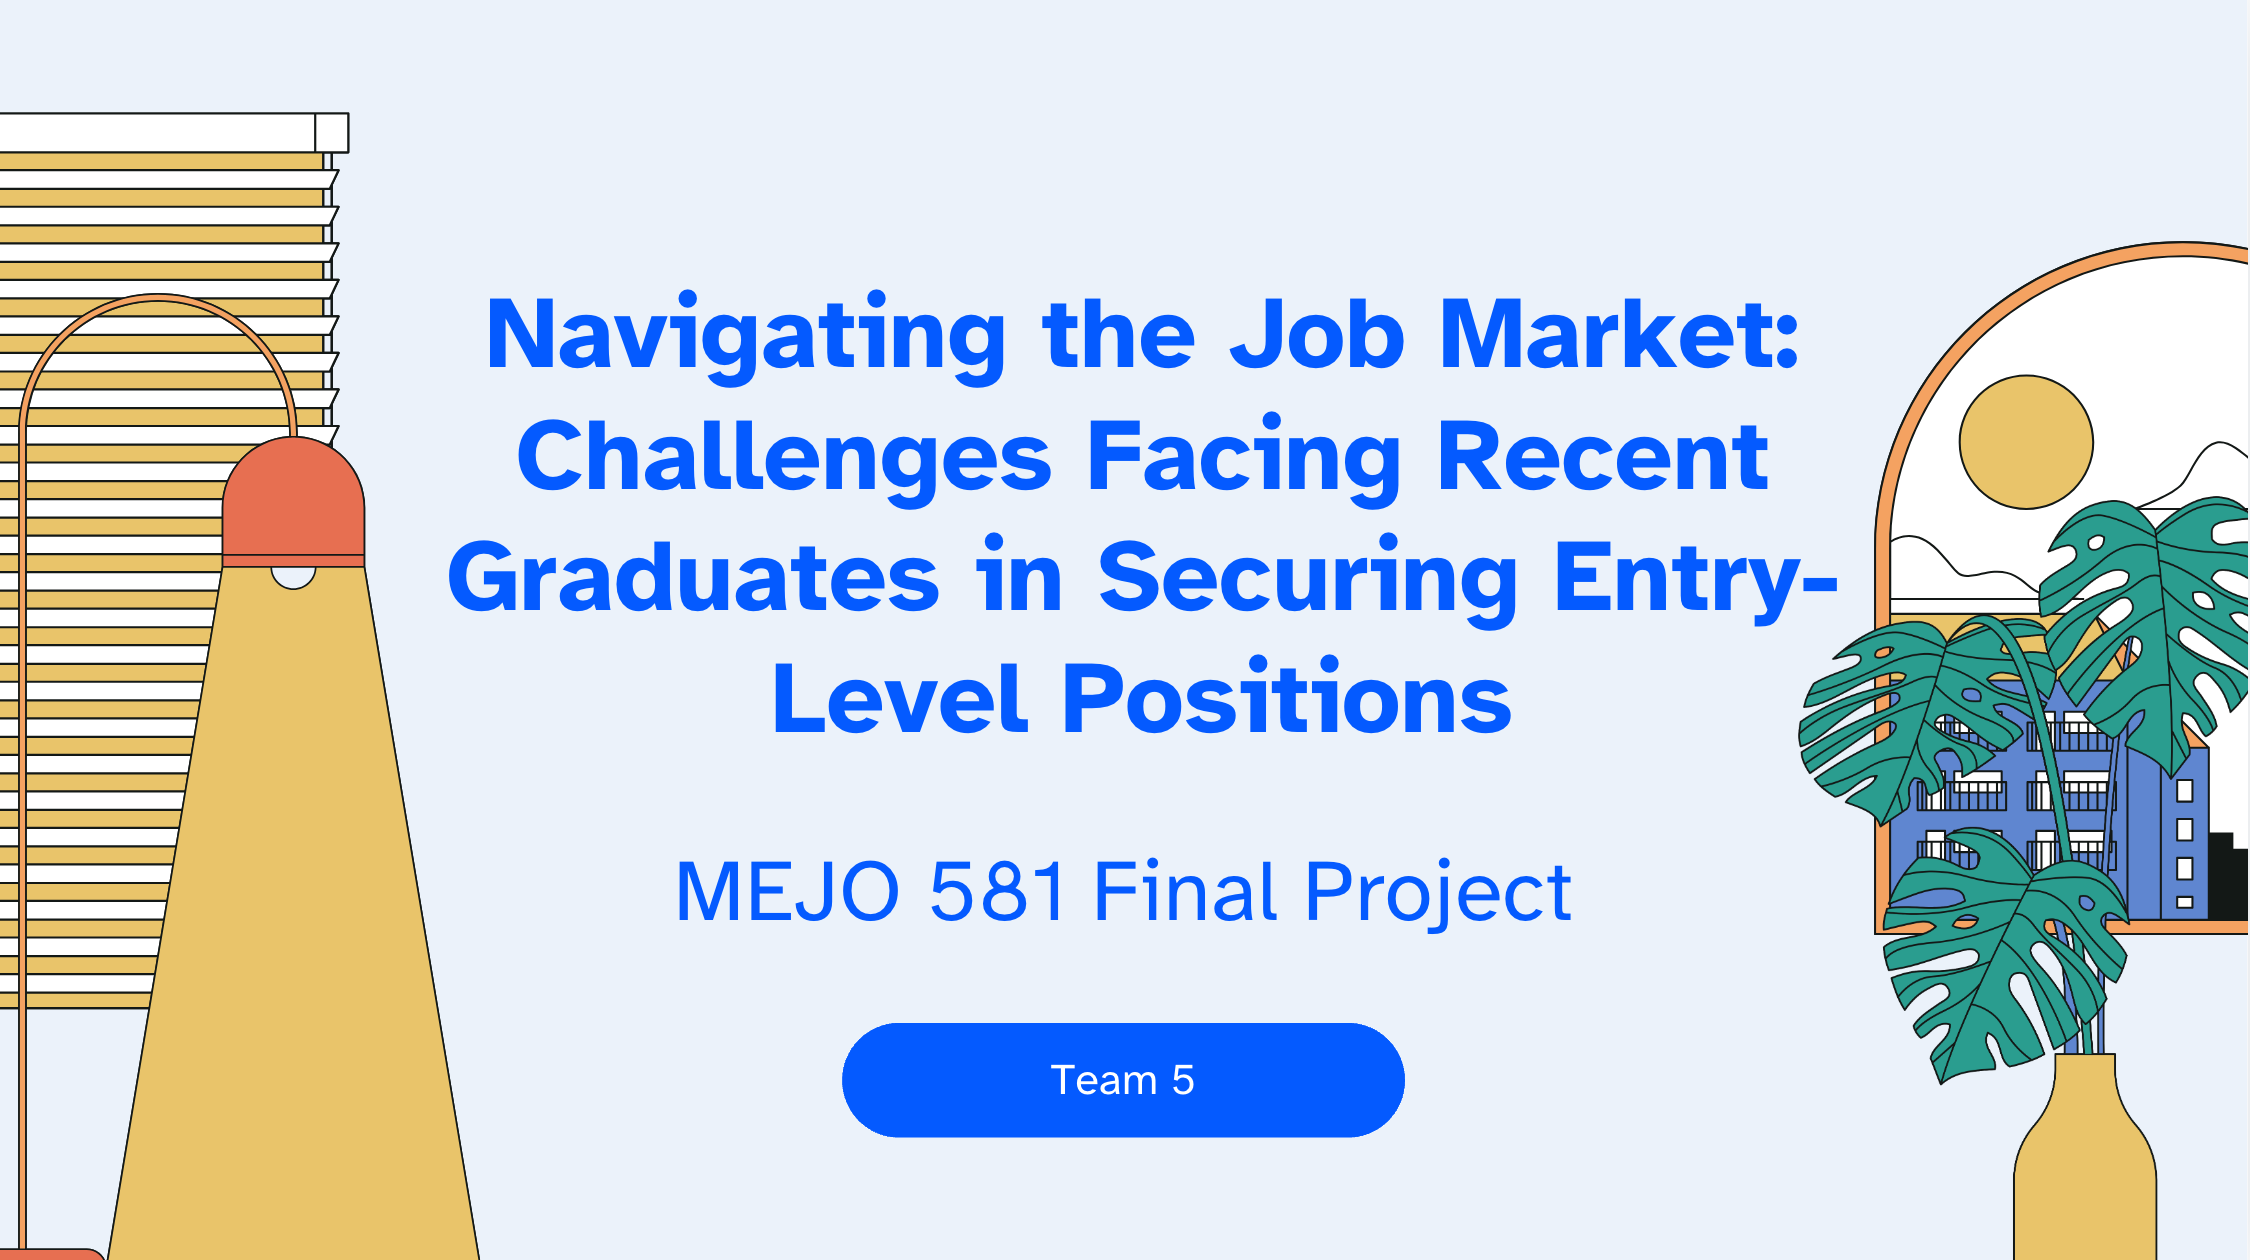 Navigating the Job Market:
Challenges Facing Recent
Graduates in Securing Entry-
Level Positions
MEJO 581 Final Project
Team 5